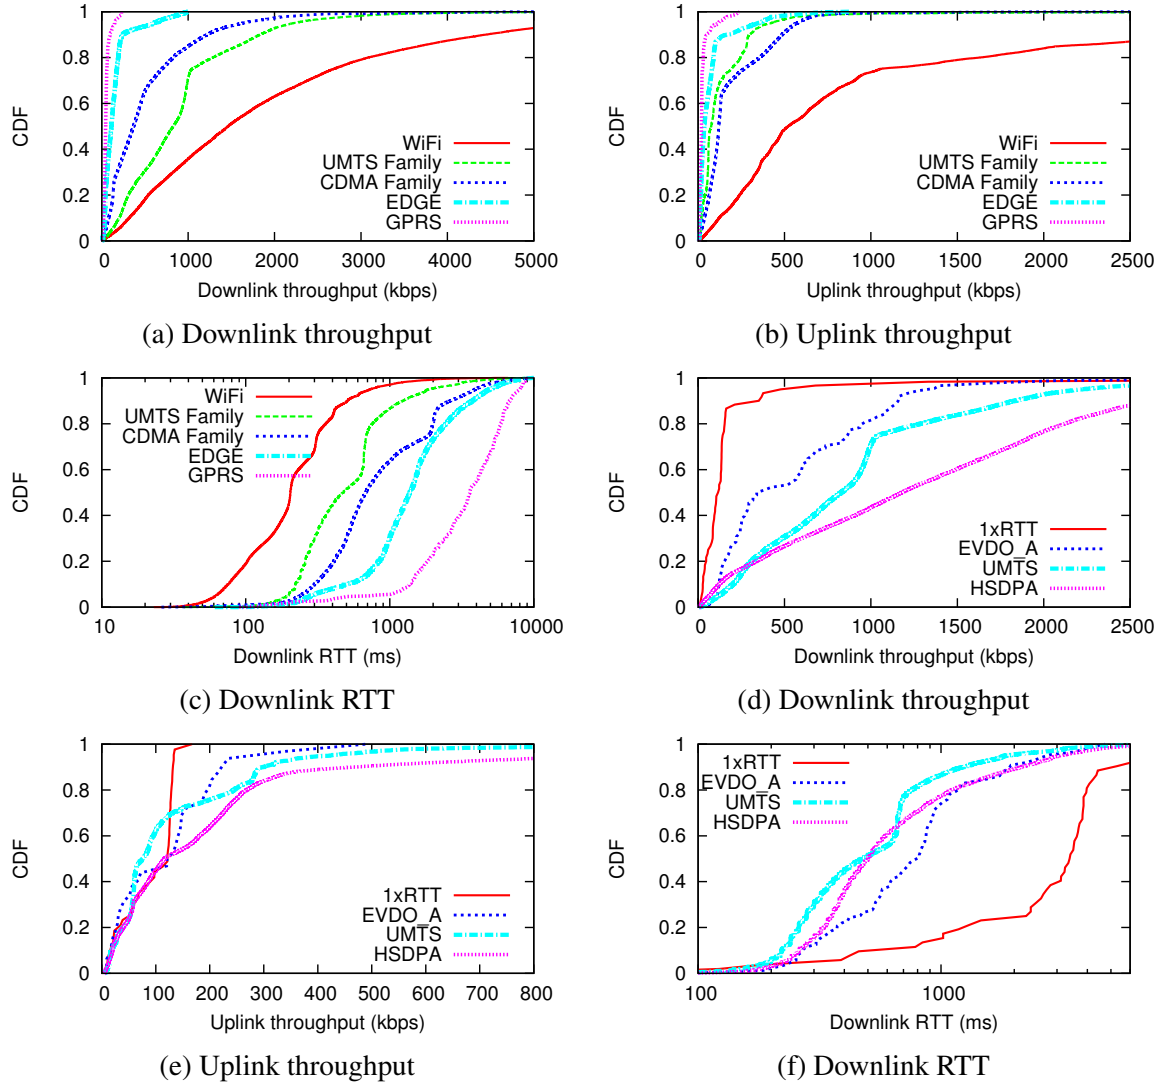 1
0.8
0.6
0.4
0.2
0
CDF
WiFi
UMTS Family
CDMA Family
EDGE
GPRS
0 1000 2000 3000 4000 5000
Downlink throughput (kbps)
(a) Downlink throughput
1
0.8
0.6
0.4
0.2
0
CDF
WiFi
UMTS Family
CDMA Family
EDGE
GPRS
0 500 1000 1500 2000 2500
Uplink throughput (kbps)
(b) Uplink throughput
1
0.8
0.6
0.4
0.2
0
CDF
WiFi
UMTS Family
CDMA Family
EDGE
GPRS
10 100 1000 10000
Downlink RTT (ms)
(c) Downlink RTT
1
0.8
0.6
0.4
0.2
0
CDF
1xRTT
EVDO_A
UMTS
HSDPA
0 500 1000 1500 2000 2500
Downlink throughput (kbps)
(d) Downlink throughput
1
0.8
0.6
0.4
0.2
0
CDF
1xRTT
EVDO_A
UMTS
HSDPA
0 100 200 300 400 500 600 700 800
Uplink throughput (kbps)
(e) Uplink throughput
1
0.8
0.6
0.4
0.2
0
CDF
1xRTT
EVDO_A
UMTS
HSDPA
100 1000
Downlink RTT (ms)
(f) Downlink RTT